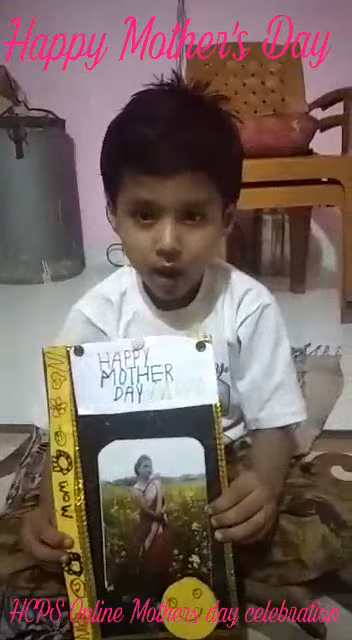 Happy Mother's Day
HAPPY
MOTHER
DAY
MOM
HCPS Online Mothers day celebration